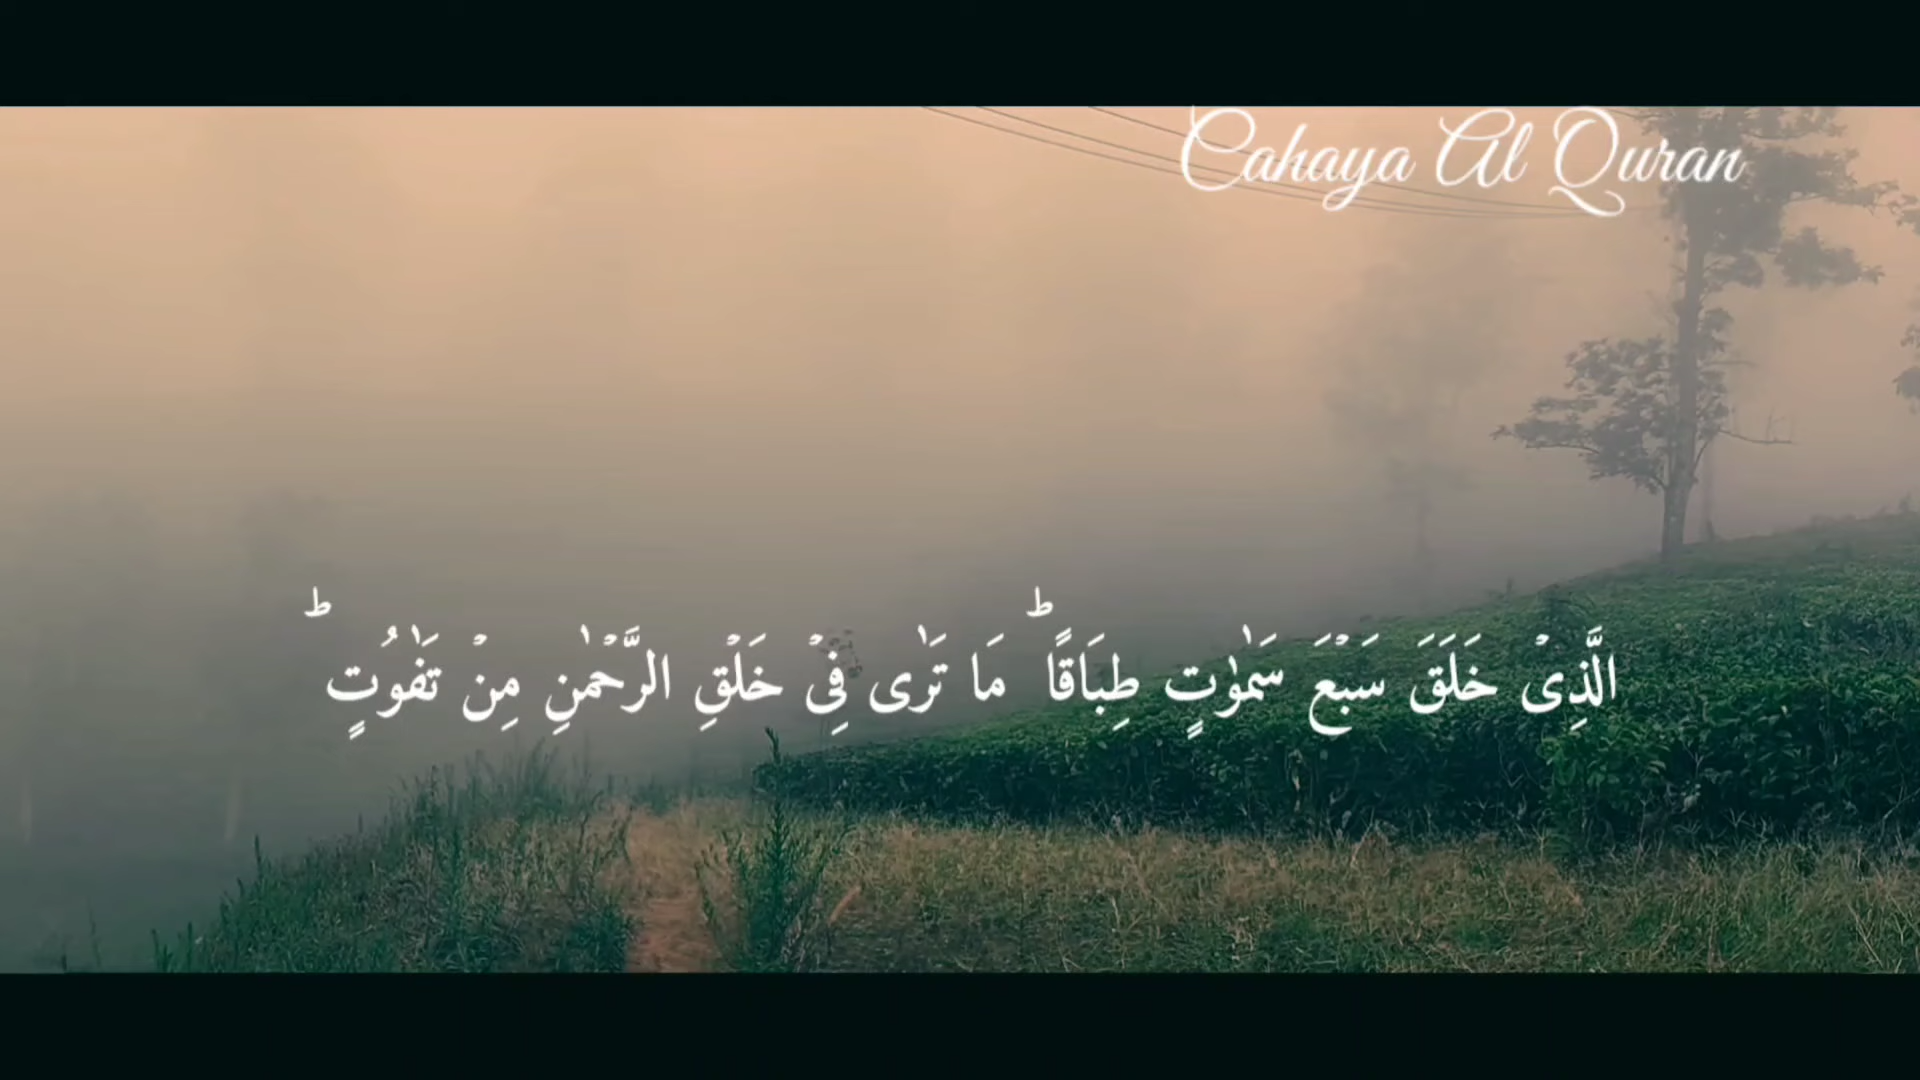 Cahaya Al Quran
الَّذِىۡ خَلَقَ سَبۡعَ سَمٰوٰتٍ طِبَاقًا‌ ؕ مَا تَرٰى فِىۡ خَلۡقِ الرَّحۡمٰنِ مِنۡ تَفٰوُتٍ‌ ؕ